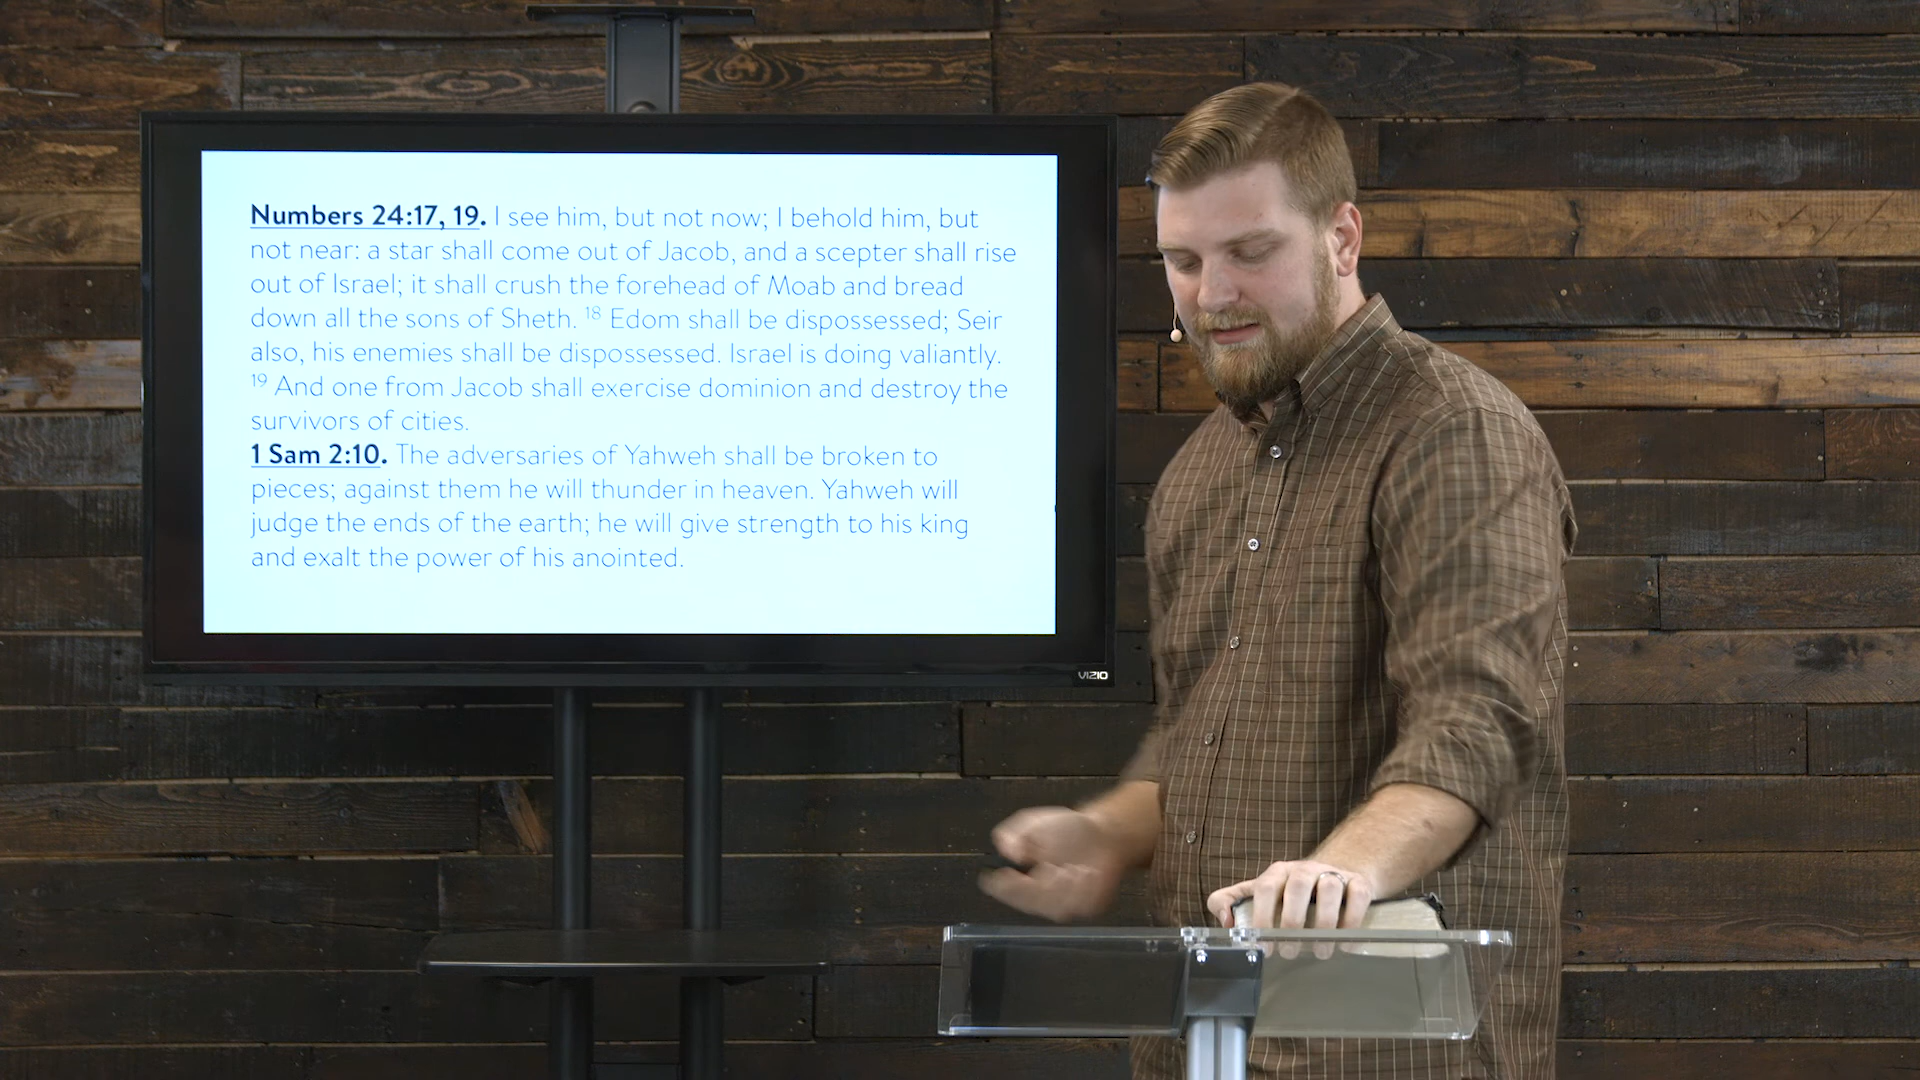 Numbers 24:17, 19. I see him, but not now; I behold him, but
not near: a star shall come out of Jacob, and a scepter shall rise
out of Israel; it shall crush the forehead of Moab and bread
down all the sons of Sheth. 18 Edom shall be dispossessed; Seir
also, his enemies shall be dispossessed. Israel is doing valiantly.
19 And one from Jacob shall exercise dominion and destroy the
survivors of cities.
1 Sam 2:10. The adversaries of Yahweh shall be broken to
pieces; against them he will thunder in heaven. Yahweh will
judge the ends of the earth; he will give strength to his king
and exalt the power of his anointed.
VIZIO